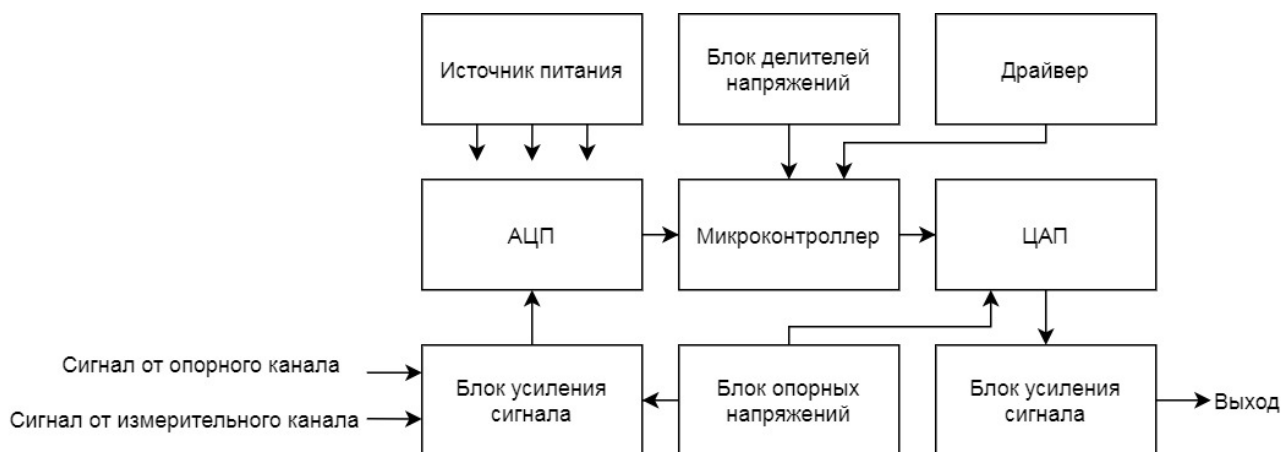 Источник питания
Блок делителей
напряжений
Драйвер
АЦП
Микроконтроллер
ЦАП
Сигнал от опорного канала
Сигнал от измерительного канала
Блок усиления
сигнала
Блок опорных
напряжений
Блок усиления
сигнала
Выход